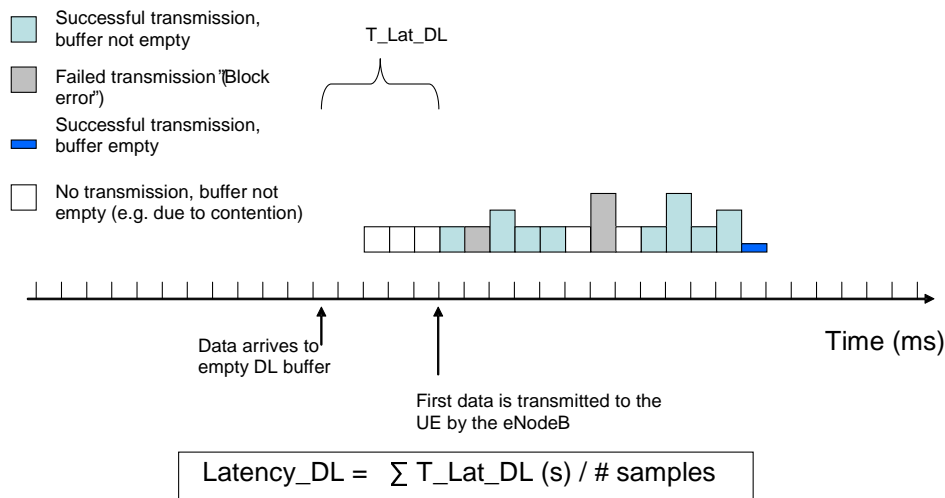 Successful transmission,
buffer not empty
T_Lat_DL
Failed transmission ”(Block
error”)
Successful transmission,
buffer empty
No transmission, buffer not
empty (e.g. due to contention)
Time (ms)
Data arrives to
empty DL buffer
First data is transmitted to the
UE by the eNodeB
Latency_DL = ∑ T_Lat_DL (s) / # samples